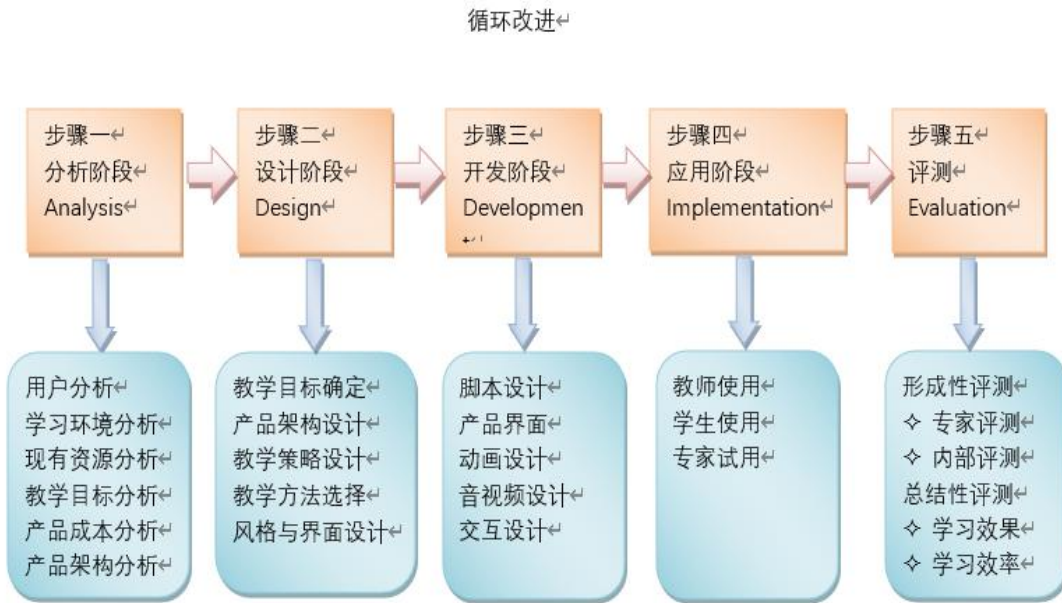 循环改进
步骤一
分析阶段
Analysis
步骤二
设计阶段
Design
步骤三
开发阶段
Developmen
步骤四
应用阶段
Implementation
步骤五
评测
Evaluation
用户分析
学习环境分析
现有资源分析
教学目标分析
产品成本分析
产品架构分析
教学目标确定
产品架构设计
教学策略设计
教学方法选择
风格与界面设计
脚本设计
产品界面
动画设计
音视频设计
交互设计
教师使用
学生使用
专家试用
形成性评测
✧ 专家评测
✧ 内部评测
总结性评测
✧ 学习效果
✧ 学习效率